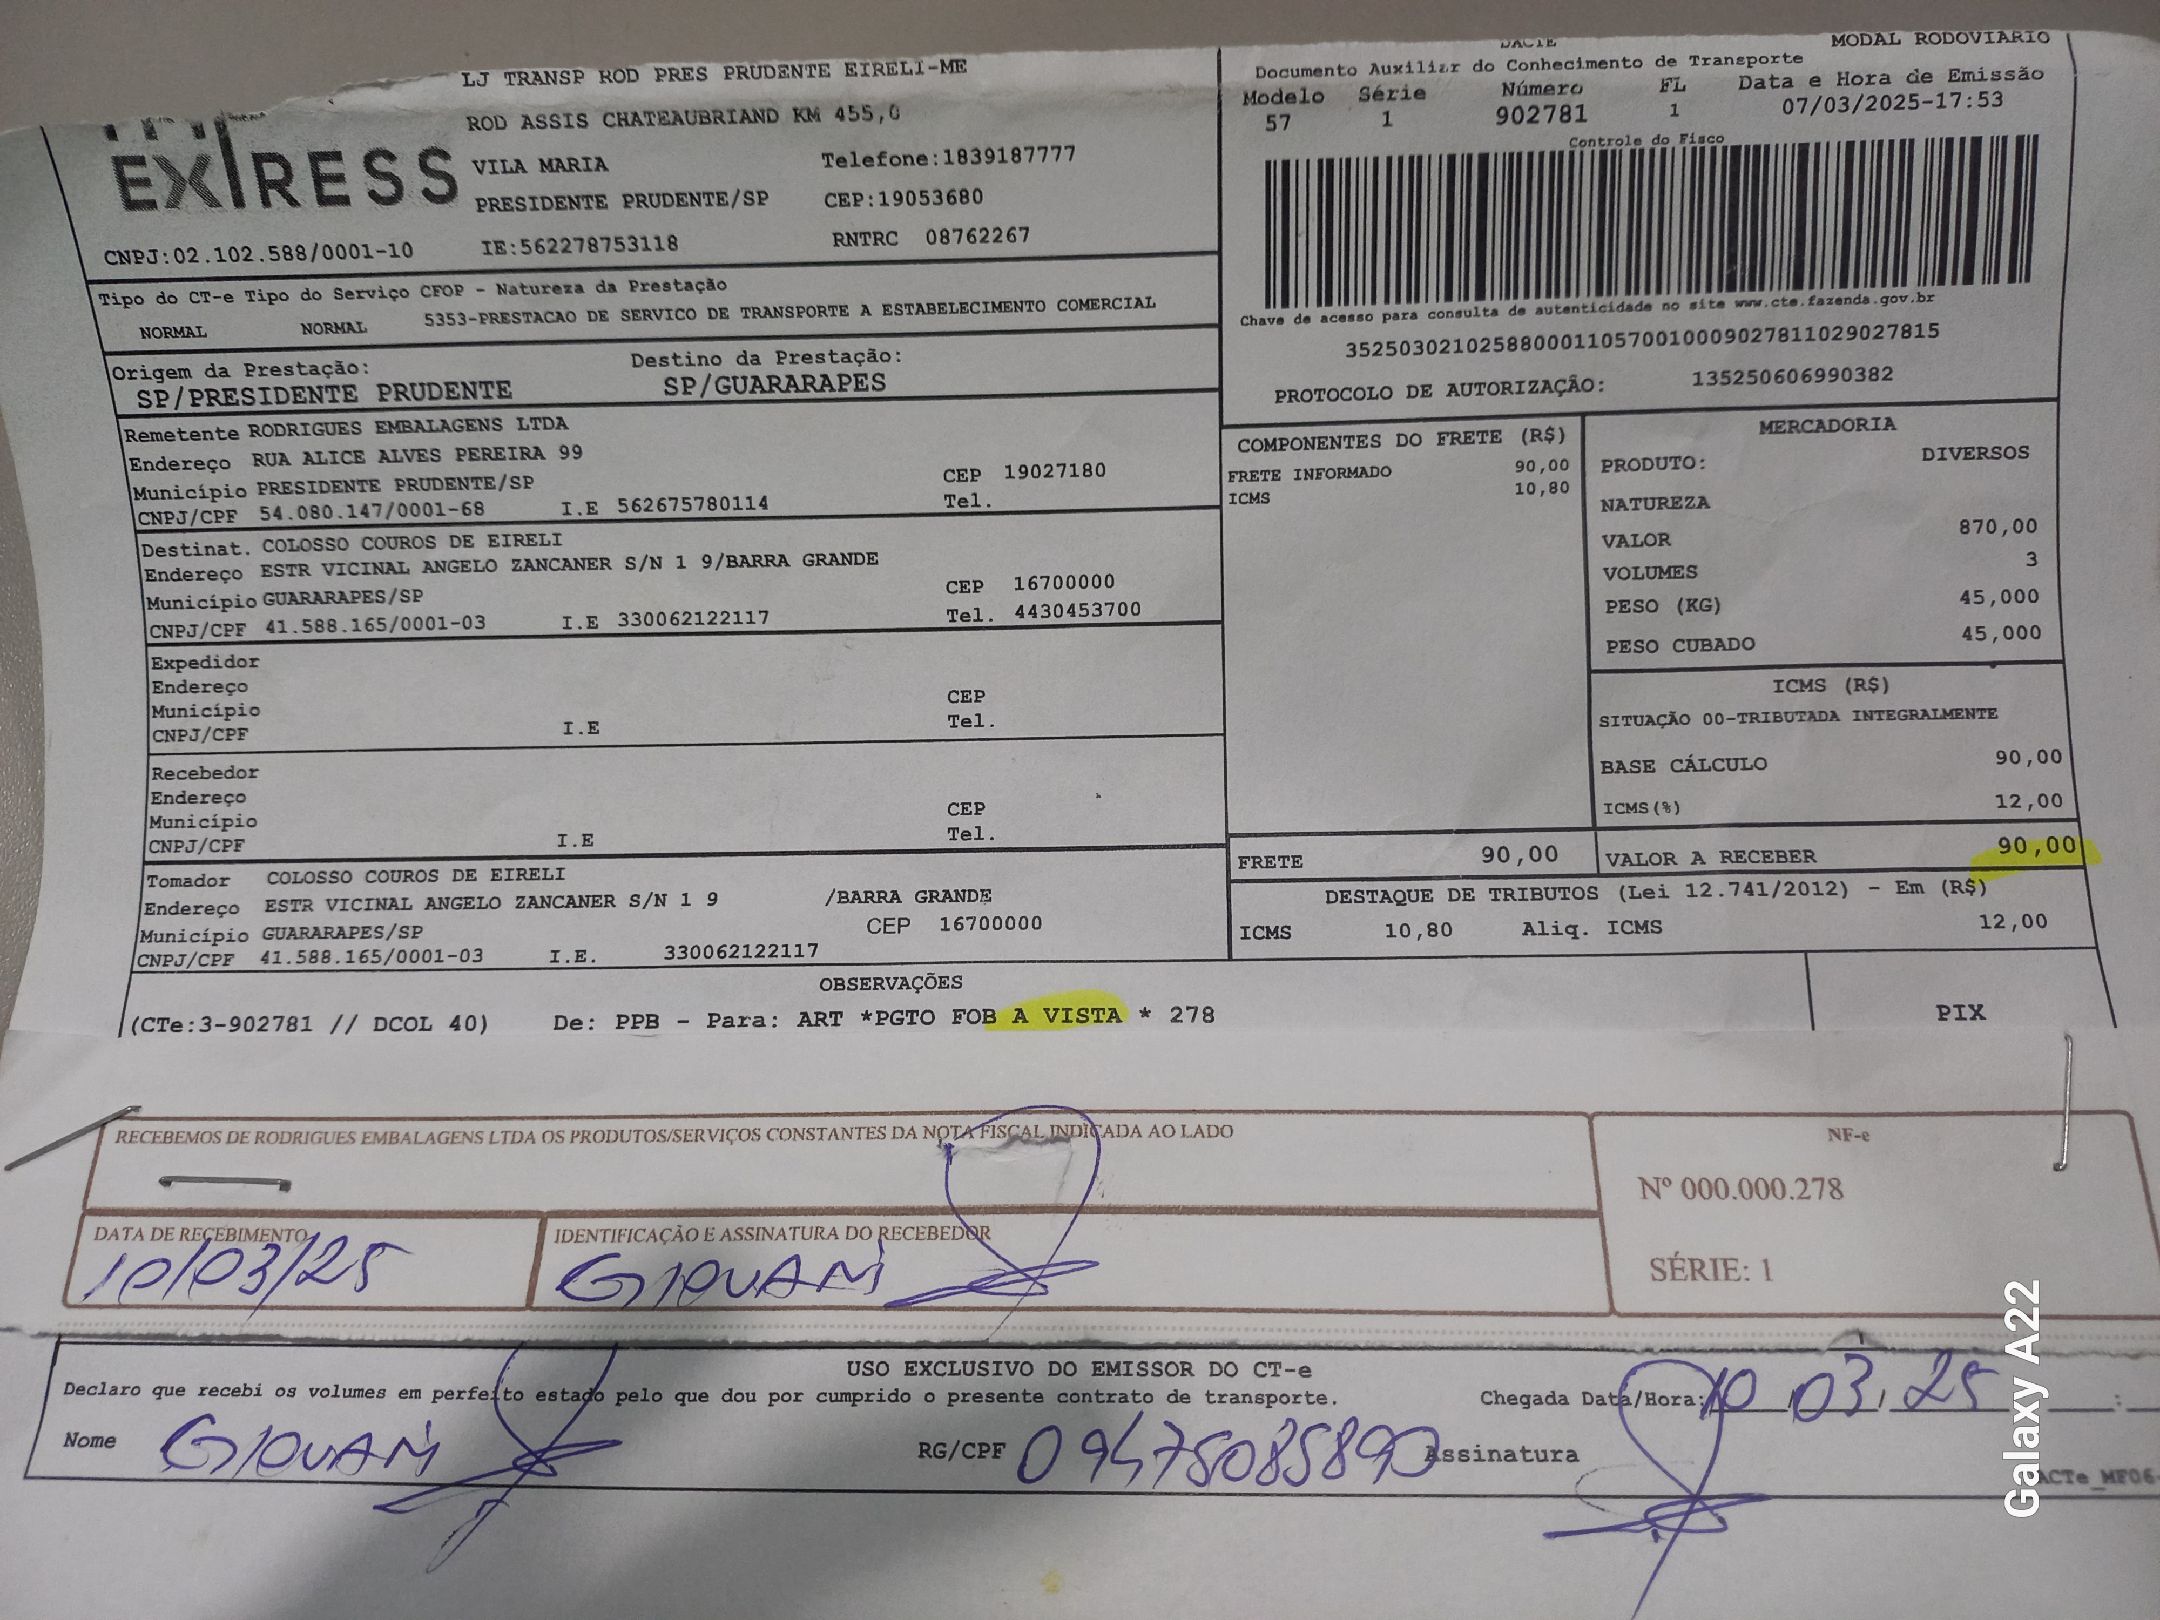 LJ TRANSP ROD PRES PRUDENTE EIRELI-ME
ROD ASSIS CHATEAUBRIAND KM 455,0
EXPRESS
VILA MARIA Telefone:1839187777
PRESIDENTE PRUDENTE/SP CEP:19053680
CNPJ:02.102.588/0001-10 IE:562278753118 RNTRC 08762267
DACTE MODAL RODOVIARIO
Documento Auxiliar do Conhecimento de Transporte
Modelo Série Número FL Data e Hora de Emissão
57 1 902781 1 07/03/2025-17:53
Controle do Fisco
Chave de acesso para consulta de autenticidade no site www.cte.fazenda.gov.br
35250302102588000110570010009027811029027815
PROTOCOLO DE AUTORIZAÇÃO: 135250606990382
Tipo do CT-e Tipo do Serviço CFOP - Natureza da Prestação
NORMAL NORMAL 5353-PRESTACAO DE SERVICO DE TRANSPORTE A ESTABELECIMENTO COMERCIAL
Origem da Prestação: Destino da Prestação:
SP/PRESIDENTE PRUDENTE SP/GUARARAPES
Remetente RODRIGUES EMBALAGENS LTDA
Endereço RUA ALICE ALVES PEREIRA 99
Município PRESIDENTE PRUDENTE/SP CEP 19027180
CNPJ/CPF 54.080.147/0001-68 I.E 562675780114 Tel.
Destinat. COLOSSO COUROS DE EIRELI
Endereço ESTR VICINAL ANGELO ZANCANER S/N 1 9/BARRA GRANDE
Município GUARARAPES/SP CEP 16700000
CNPJ/CPF 41.588.165/0001-03 I.E 330062122117 Tel. 4430453700
Expedidor
Endereço
Município CEP
CNPJ/CPF I.E Tel.
Recebedor
Endereço
Município CEP
CNPJ/CPF I.E Tel.
Tomador COLOSSO COUROS DE EIRELI
Endereço ESTR VICINAL ANGELO ZANCANER S/N 1 9 /BARRA GRANDE
Município GUARARAPES/SP CEP 16700000
CNPJ/CPF 41.588.165/0001-03 I.E. 330062122117
COMPONENTES DO FRETE (R$)
FRETE INFORMADO 90,00
ICMS 10,80
MERCADORIA
PRODUTO: DIVERSOS
NATUREZA
VALOR 870,00
VOLUMES 3
PESO (KG) 45,000
PESO CUBADO 45,000
ICMS (R$)
SITUAÇÃO 00-TRIBUTADA INTEGRALMENTE
BASE CÁLCULO 90,00
ICMS(%) 12,00
FRETE 90,00 VALOR A RECEBER 90,00
DESTAQUE DE TRIBUTOS (Lei 12.741/2012) - Em (R$)
ICMS 10,80 Aliq. ICMS 12,00
OBSERVAÇÕES
(CTe:3-902781 // DCOL 40) De: PPB - Para: ART *PGTO FOB A VISTA * 278 PIX
RECEBEMOS DE RODRIGUES EMBALAGENS LTDA OS PRODUTOS/SERVIÇOS CONSTANTES DA NOTA FISCAL INDICADA AO LADO
NF-e
Nº 000.000.278
SÉRIE: 1
DATA DE RECEBIMENTO IDENTIFICAÇÃO E ASSINATURA DO RECEBEDOR
10/03/25 GIOVANI
USO EXCLUSIVO DO EMISSOR DO CT-e
Declaro que recebi os volumes em perfeito estado pelo que dou por cumprido o presente contrato de transporte. Chegada Data/Hora: 10/03/25 :
Nome GIOVANI RG/CPF 09475085890 Assinatura
ACTe_MF06-
Galaxy A22